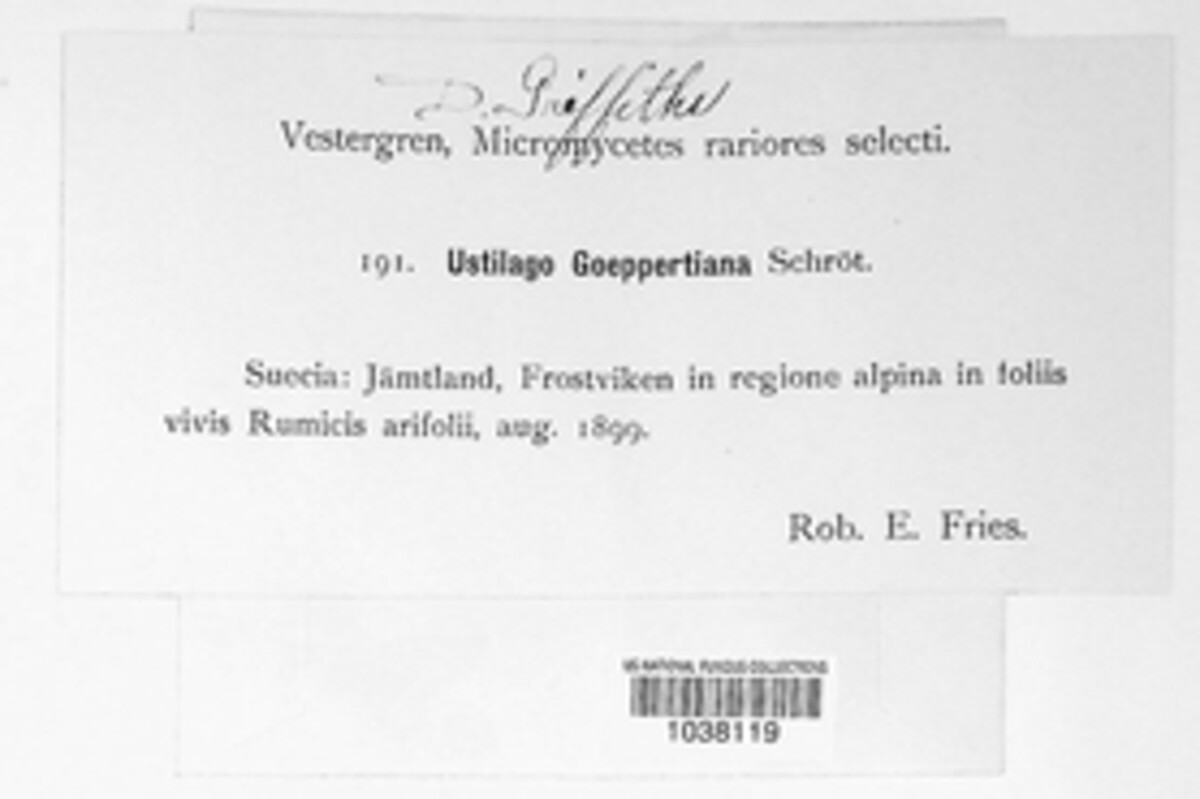 D. Griffiths
Vestergren, Micromycetes rariores selecti.
191. Ustilago Goeppertiana Schröt.
Suecia: Jämtland, Frostviken in regione alpina in foliis
vivis Rumicis arifolii, aug. 1899.
Rob. E. Fries.
US NATIONAL FUNGUS COLLECTIONS
1038119